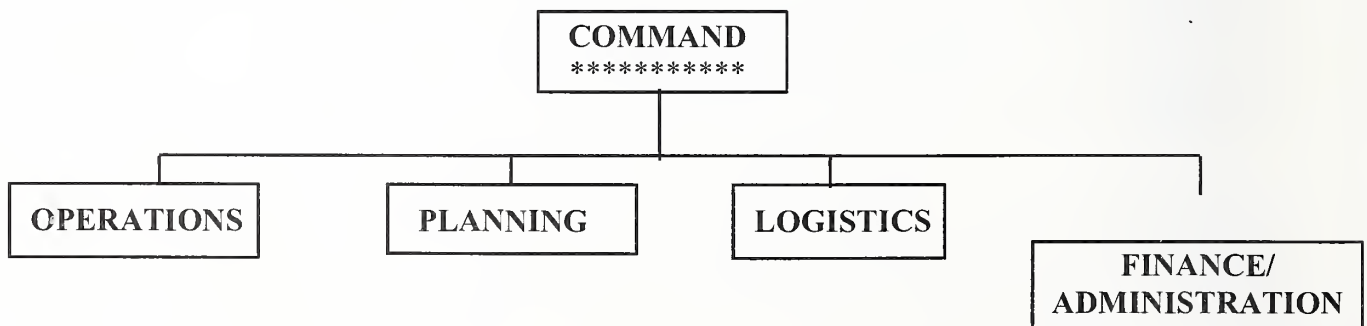 COMMAND
***********
OPERATIONS
PLANNING
LOGISTICS
FINANCE/
ADMINISTRATION